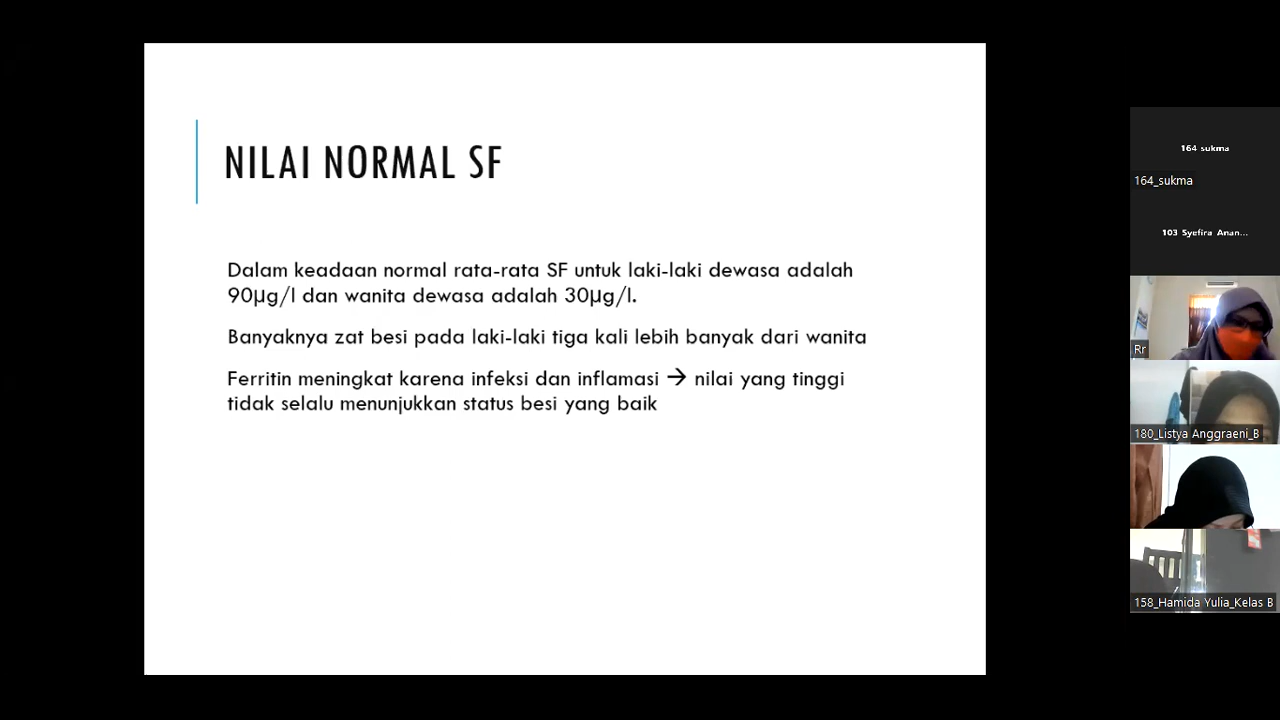 NILAI NORMAL SF
Dalam keadaan normal rata-rata SF untuk laki-laki dewasa adalah
90µg/l dan wanita dewasa adalah 30µg/l.
Banyaknya zat besi pada laki-laki tiga kali lebih banyak dari wanita
Ferritin meningkat karena infeksi dan inflamasi → nilai yang tinggi
tidak selalu menunjukkan status besi yang baik
164 sukma
164_sukma
103 Syefira Anan...
Rr
180_Listya Anggraeni_B
158_Hamida Yulia_Kelas B